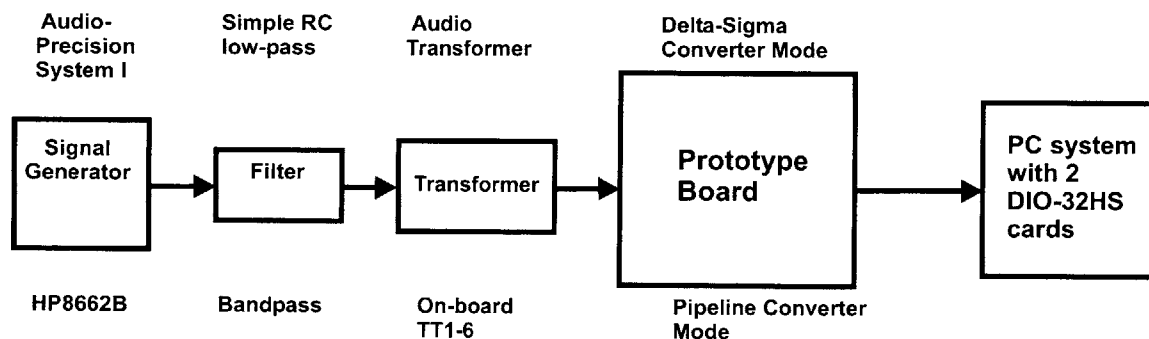 Audio-
Precision
System I
Simple RC
low-pass
Audio
Transformer
Delta-Sigma
Converter Mode
Signal
Generator
Filter
Transformer
Prototype
Board
PC system
with 2
DIO-32HS
cards
HP8662B
Bandpass
On-board
TT1-6
Pipeline Converter
Mode